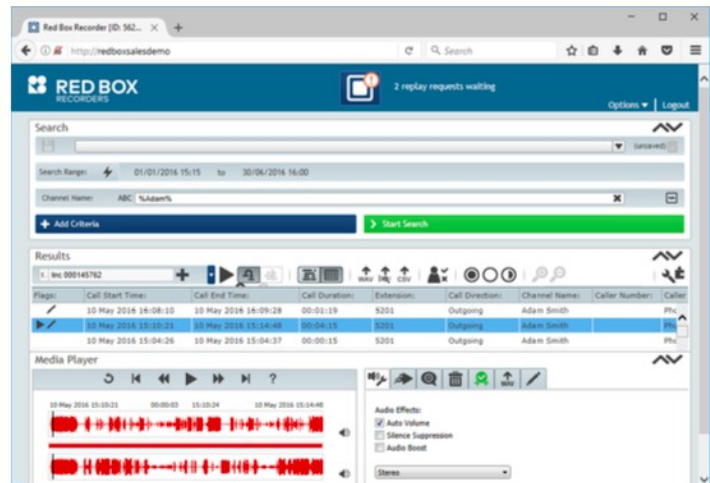 Red Box Recorder [ID: 562...
http://redboxsalesdemo
Search
RED BOX
RECORDERS
2 replay requests waiting
Options
Logout
Search
(unsaved)
Search Range: 01/01/2016 15:15 to 30/06/2016 16:00
Channel Name: ABC %Adam%
Add Criteria
Start Search
Results
Inc 000145762
WAV
CSV
Flags: Call Start Time: Call End Time: Call Duration: Extension: Call Direction: Channel Name: Caller Number: Caller
10 May 2016 16:08:10 10 May 2016 16:09:28 00:01:19 5201 Outgoing Adam Smith Pho
10 May 2016 15:10:21 10 May 2016 15:14:48 00:04:15 5201 Outgoing Adam Smith
10 May 2016 15:04:26 10 May 2016 15:04:37 00:00:15 5201 Outgoing Adam Smith Pho
Media Player
?
WAV
10 May 2016 15:10:21 00:00:03 15:10:24 10 May 2016 15:14:48
Audio Effects:
Auto Volume
Silence Suppression
Audio Boost
Stereo